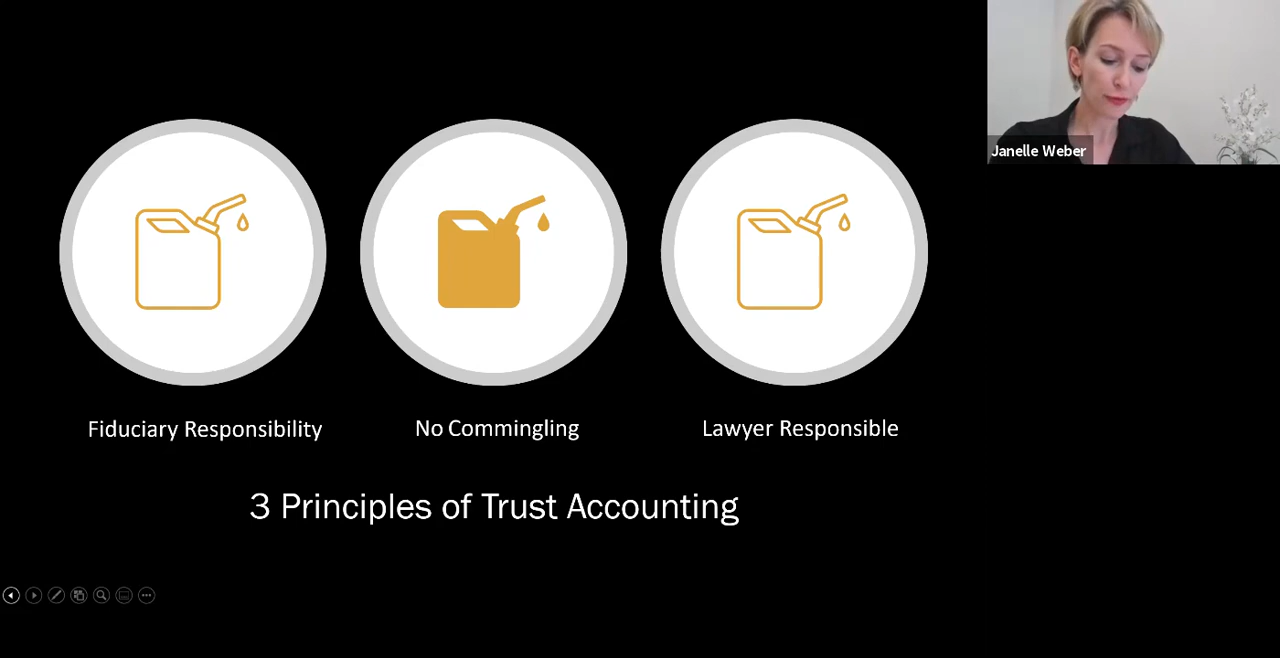 Janelle Weber
Fiduciary Responsibility
No Commingling
Lawyer Responsible
3 Principles of Trust Accounting